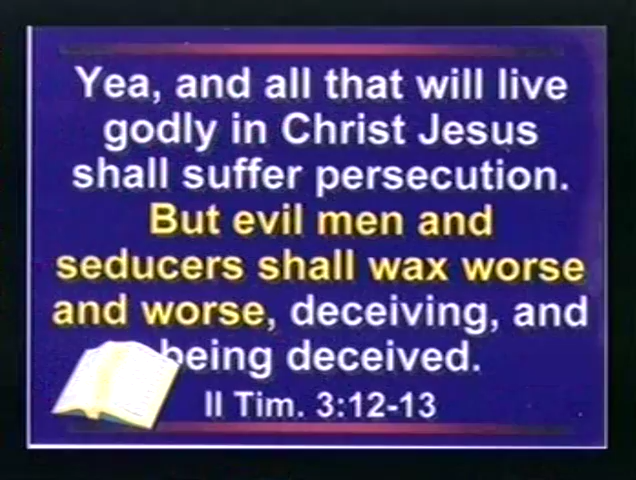 Yea, and all that will live
godly in Christ Jesus
shall suffer persecution.
But evil men and
seducers shall wax worse
and worse, deceiving, and
being deceived.
II Tim. 3:12-13